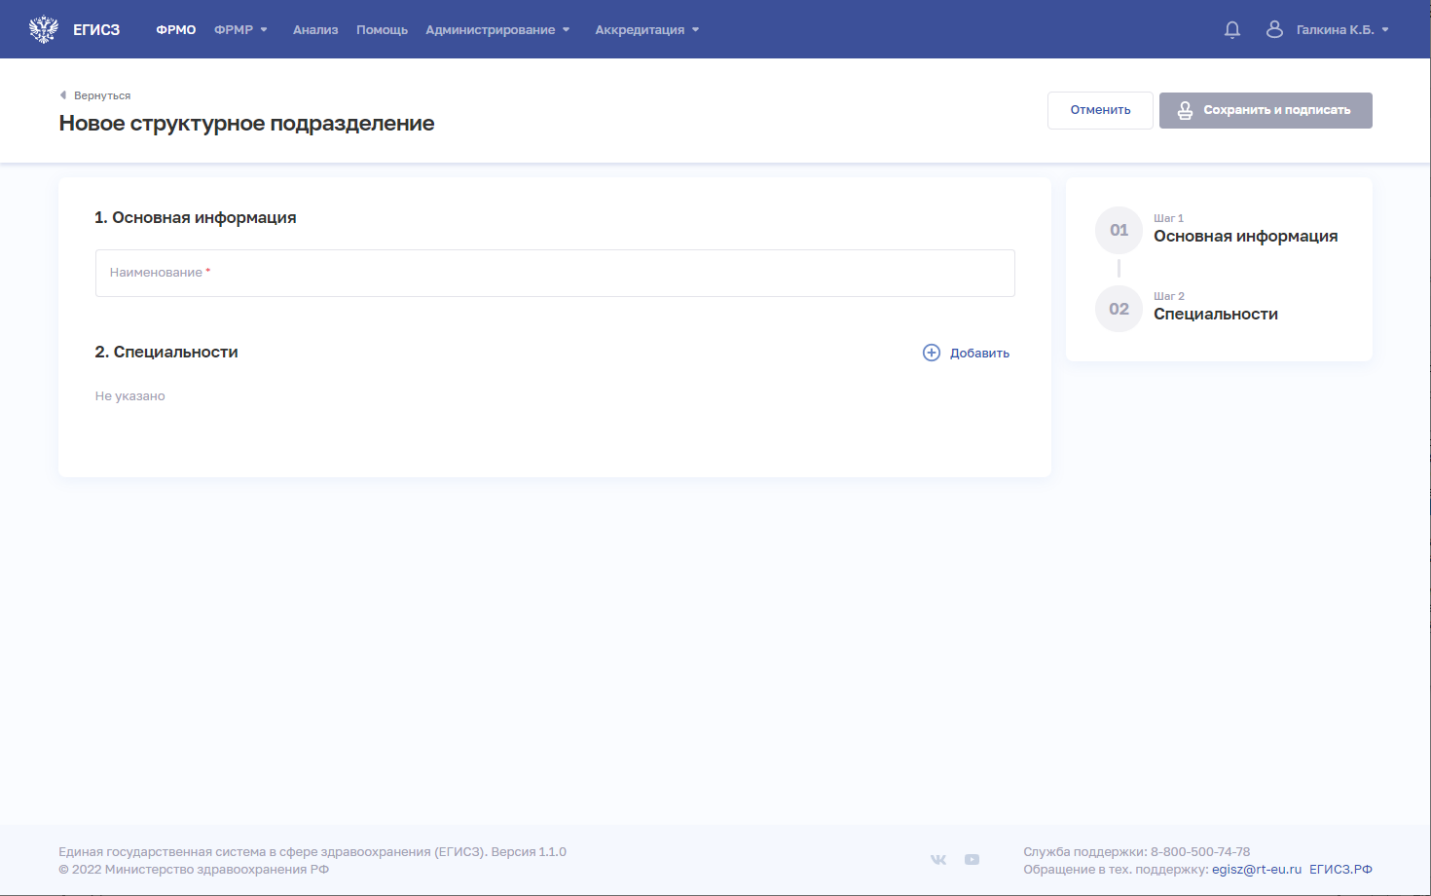 ЕГИСЗ ФРМО ФРМР Анализ Помощь Администрирование Аккредитация Галкина К.Б.
Вернуться
Новое структурное подразделение
Отменить Сохранить и подписать
1. Основная информация
Наименование *
2. Специальности Добавить
Не указано
01 Шаг 1
Основная информация
02 Шаг 2
Специальности
Единая государственная система в сфере здравоохранения (ЕГИСЗ). Версия 1.1.0
© 2022 Министерство здравоохранения РФ
Служба поддержки: 8-800-500-74-78
Обращение в тех. поддержку: egisz@rt-eu.ru ЕГИСЗ.РФ